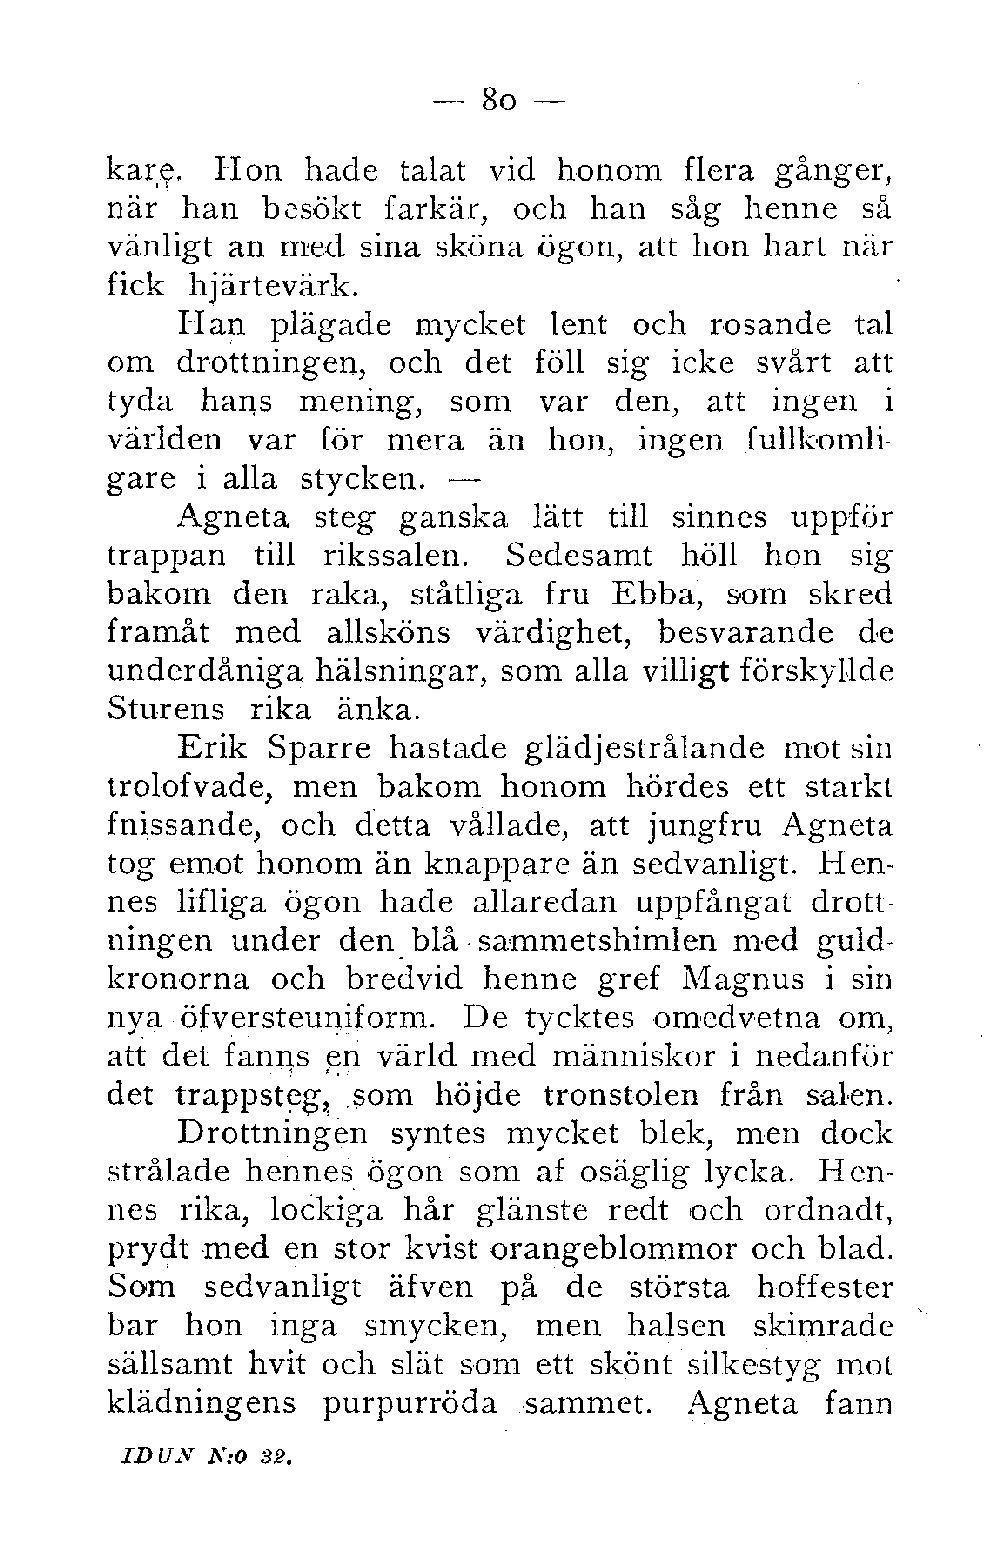 — 80 —
kare. Hon hade talat vid honom flera gånger,
när han besökt farkär, och han såg henne så
vänligt an med sina sköna ögon, att hon hart när
fick hjärtevärk.
Han plägade mycket lent och rosande tal
om drottningen, och det föll sig icke svårt att
tyda hans mening, som var den, att ingen i
världen var för mera än hon, ingen fullkomli-
gare i alla stycken. —
Agneta steg ganska lätt till sinnes uppför
trappan till rikssalen. Sedesamt höll hon sig
bakom den raka, ståtliga fru Ebba, som skred
framåt med allsköns värdighet, besvarande de
underdåniga hälsningar, som alla villigt förskyllde
Sturens rika änka.
Erik Sparre hastade glädjestrålande mot sin
trolofvade, men bakom honom hördes ett starkt
fnissande, och detta vållade, att jungfru Agneta
tog emot honom än knappare än sedvanligt. Hen-
nes lifliga ögon hade allaredan uppfångat drott-
ningen under den blå sammetshimlen med guld-
kronorna och bredvid henne gref Magnus i sin
nya öfversteuniform. De tycktes omedvetna om,
att det fanns en värld med människor i nedanför
det trappsteg, som höjde tronstolen från salen.
Drottningen syntes mycket blek, men dock
strålade hennes ögon som af osäglig lycka. Hen-
nes rika, lockiga hår glänste redt och ordnadt,
prydt med en stor kvist orangeblommor och blad.
Som sedvanligt äfven på de största hoffester
bar hon inga smycken, men halsen skimrade
sällsamt hvit och slät som ett skönt silkestyg mot
klädningens purpurröda sammet. Agneta fann
IDUN N:o 32.